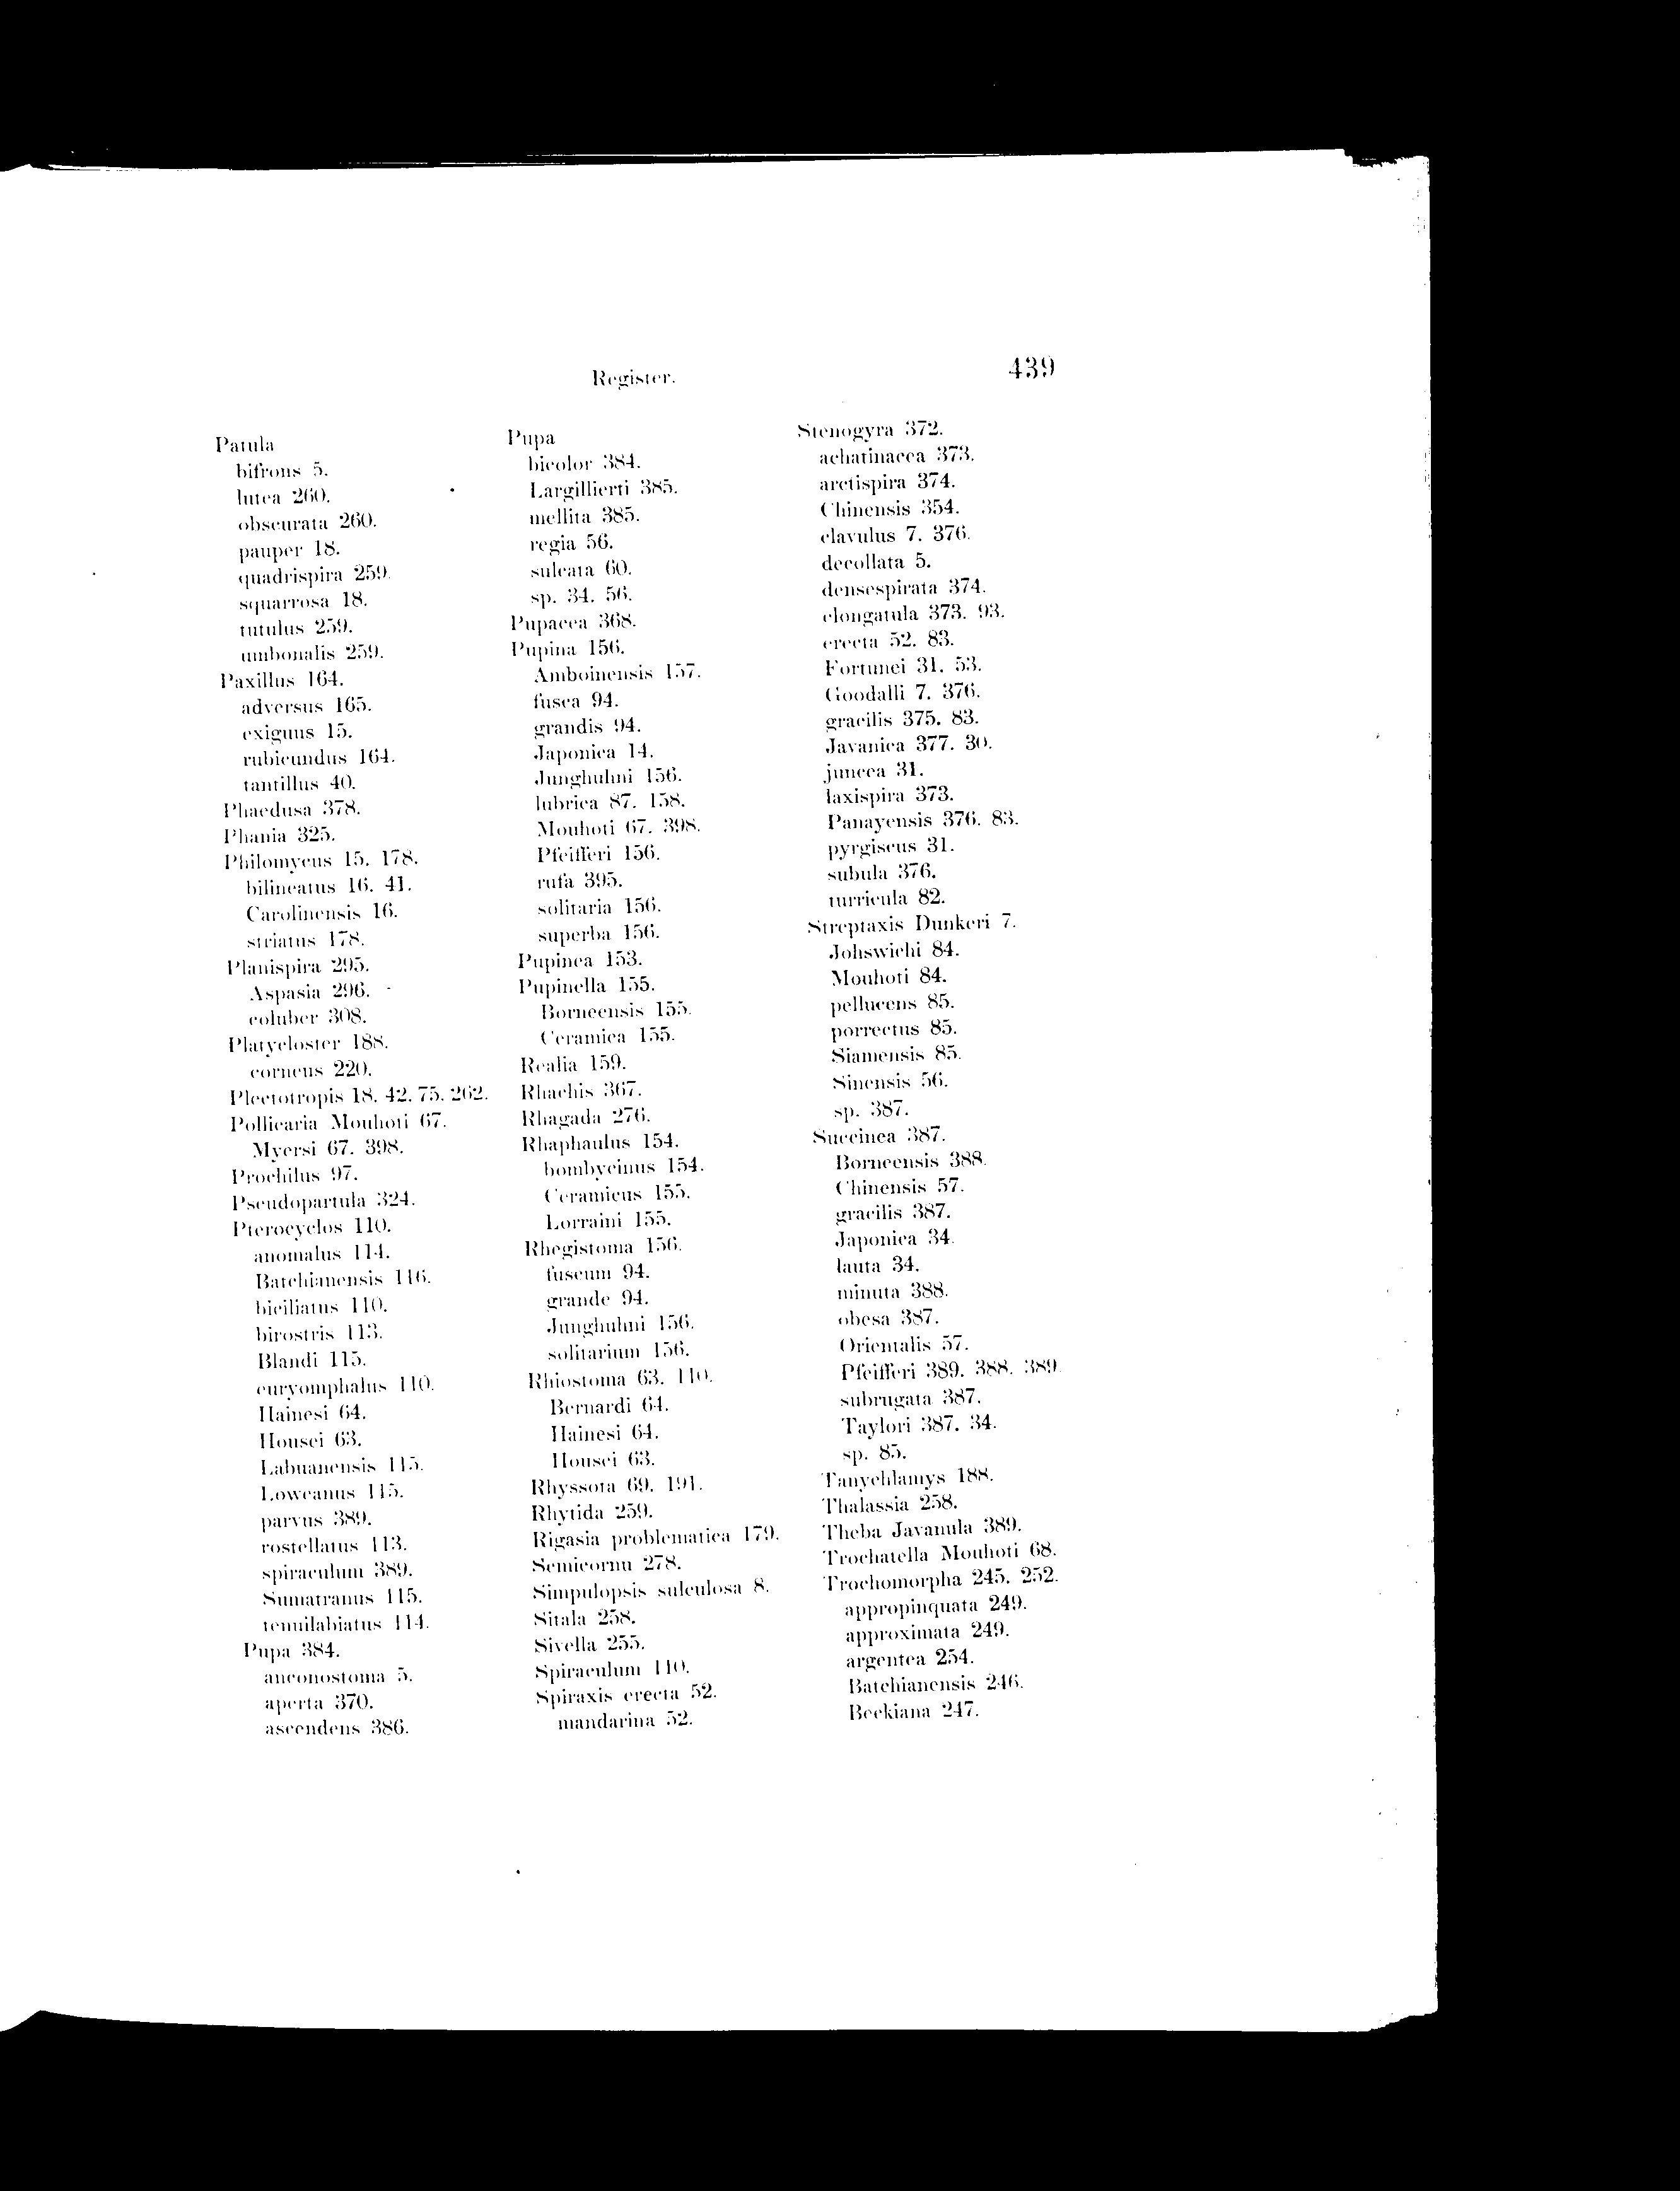 Register.
439
Patula
bifrons 5.
lutea 260.
obscurata 260.
pauper 18.
quadrispira 259.
squarrosa 18.
tutulus 259.
umbonalis 259.
Paxillus 164.
adversus 165.
exiguus 15.
rubicundus 164.
tantillus 40.
Phaedusa 378.
Phania 325.
Philomycus 15. 178.
bilineatus 16. 41.
Carolinensis 16.
striatus 178.
Planispira 295.
Aspasia 296.
coluber 308.
Platycloster 188.
corneus 220.
Plectotropis 18. 42. 75. 262.
Pollicaria Mouhoti 67.
Myersi 67. 398.
Prochilus 97.
Pseudopartula 324.
Pterocyclos 110.
anomalus 114.
Batchianensis 116.
biciliatus 110.
birostris 113.
Blandi 115.
euryomphalus 110.
Hainesi 64.
Housei 63.
Labuanensis 115.
Loweanus 115.
parvus 389.
rostellatus 113.
spiraculum 389.
Sumatranus 115.
tenuilabiatus 114.
Pupa 384.
anconostoma 5.
aperta 370.
ascendens 386.
Pupa
bicolor 384.
Largillierti 385.
mellita 385.
regia 56.
sulcata 60.
sp. 34. 56.
Pupacea 368.
Pupina 156.
Amboinensis 157.
fusca 94.
grandis 94.
Japonica 14.
Junghuhni 156.
lubrica 87. 158.
Mouhoti 67. 398.
Pfeifferi 156.
rufa 395.
solitaria 156.
superba 156.
Pupinea 153.
Pupinella 155.
Borneensis 155.
Ceramica 155.
Realia 159.
Rhachis 367.
Rhagada 276.
Rhaphaulus 154.
bombycinus 154.
Ceramicus 155.
Lorraini 155.
Rhegistoma 156.
fuscum 94.
grande 94.
Junghuhni 156.
solitarium 156.
Rhiostoma 63. 110.
Bernardi 64.
Hainesi 64.
Housei 63.
Rhyssota 69. 191.
Rhytida 259.
Rigasia problematica 179.
Semicornu 278.
Simpulopsis sulculosa 8.
Sitala 258.
Sivella 255.
Spiraculum 110.
Spiraxis erecta 52.
mandarina 52.
Stenogyra 372.
achatinacea 373.
arctispira 374.
Chinensis 354.
clavulus 7. 376.
decollata 5.
densespirata 374.
elongatula 373. 93.
erecta 52. 83.
Fortunei 31. 53.
Goodalli 7. 376.
gracilis 375. 83.
Javanica 377. 30.
juncea 31.
laxispira 373.
Panayensis 376. 83.
pyrgiscus 31.
subula 376.
turricula 82.
Streptaxis Dunkeri 7.
Johswichi 84.
Mouhoti 84.
pellucens 85.
porrectus 85.
Siamensis 85.
Sinensis 56.
sp. 387.
Succinea 387.
Borneensis 388.
Chinensis 57.
gracilis 387.
Japonica 34.
lauta 34.
minuta 388.
obesa 387.
Orientalis 57.
Pfeifferi 389. 388. 389.
subrugata 387.
Taylori 387. 34.
sp. 85.
Tanychlamys 188.
Thalassia 258.
Theba Javanula 389.
Trochatella Mouhoti 68.
Trochomorpha 245. 252.
appropinquata 249.
approximata 249.
argentea 254.
Batchianensis 246.
Beckiana 247.